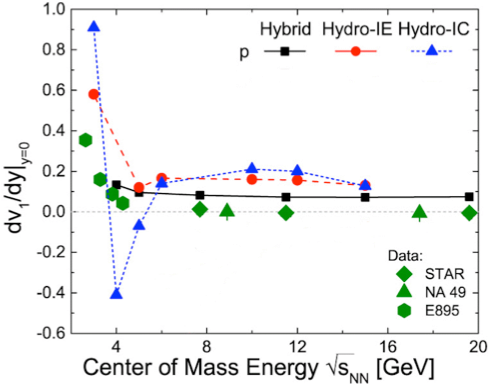 Hybrid Hydro-IE Hydro-IC
p
1.0
0.8
0.6
0.4
0.2
0.0
-0.2
-0.4
-0.6
dv₁/dy|y=0
Data:
STAR
NA 49
E895
4 8 12 16 20
Center of Mass Energy √sNN [GeV]